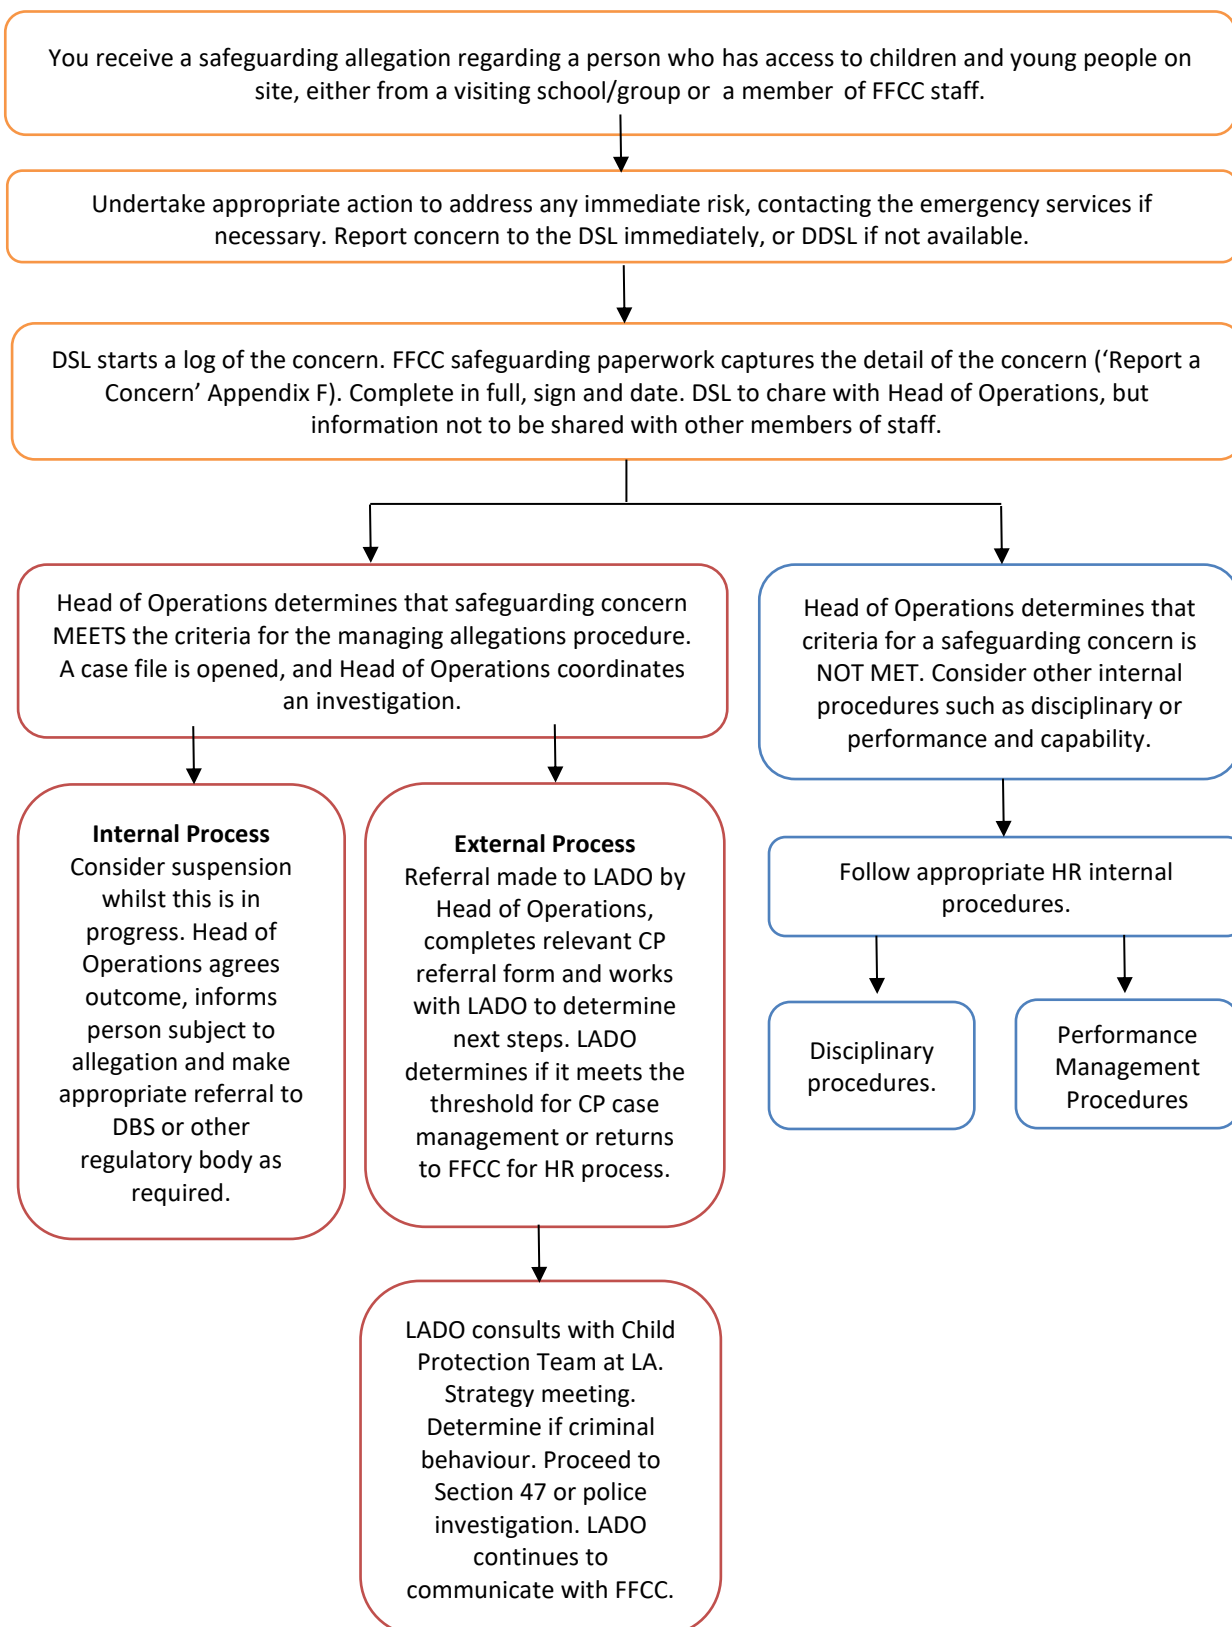 You receive a safeguarding allegation regarding a person who has access to children and young people on
site, either from a visiting school/group or a member of FFCC staff.
Undertake appropriate action to address any immediate risk, contacting the emergency services if
necessary. Report concern to the DSL immediately, or DDSL if not available.
DSL starts a log of the concern. FFCC safeguarding paperwork captures the detail of the concern (‘Report a
Concern’ Appendix F). Complete in full, sign and date. DSL to chare with Head of Operations, but
information not to be shared with other members of staff.
Head of Operations determines that safeguarding concern
MEETS the criteria for the managing allegations procedure.
A case file is opened, and Head of Operations coordinates
an investigation.
Head of Operations determines that
criteria for a safeguarding concern is
NOT MET. Consider other internal
procedures such as disciplinary or
performance and capability.
Internal Process
Consider suspension
whilst this is in
progress. Head of
Operations agrees
outcome, informs
person subject to
allegation and make
appropriate referral to
DBS or other
regulatory body as
required.
External Process
Referral made to LADO by
Head of Operations,
completes relevant CP
referral form and works
with LADO to determine
next steps. LADO
determines if it meets the
threshold for CP case
management or returns
to FFCC for HR process.
Follow appropriate HR internal
procedures.
Disciplinary
procedures.
Performance
Management
Procedures
LADO consults with Child
Protection Team at LA.
Strategy meeting.
Determine if criminal
behaviour. Proceed to
Section 47 or police
investigation. LADO
continues to
communicate with FFCC.